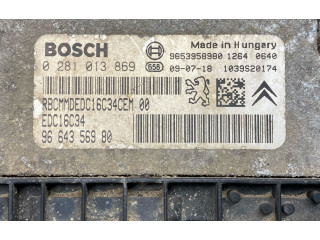 BOSCH
Made in Hungary
9653958980 1264 0640
0 281 013 869
658 09-07-18 1039S20174
RBCMMDEDC16C34CEM-00
EDC16C34
96 643 569 80